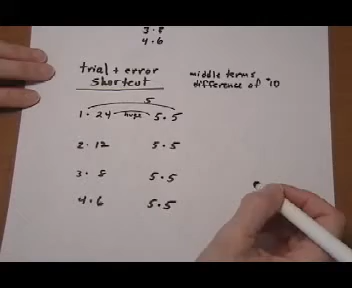 3 · 8
4 · 6
trial + error
shortcut
middle terms
difference of 10
5
1 · 24 huge 5 · 5
2 · 12 5 · 5
3 · 8 5 · 5
4 · 6 5 · 5